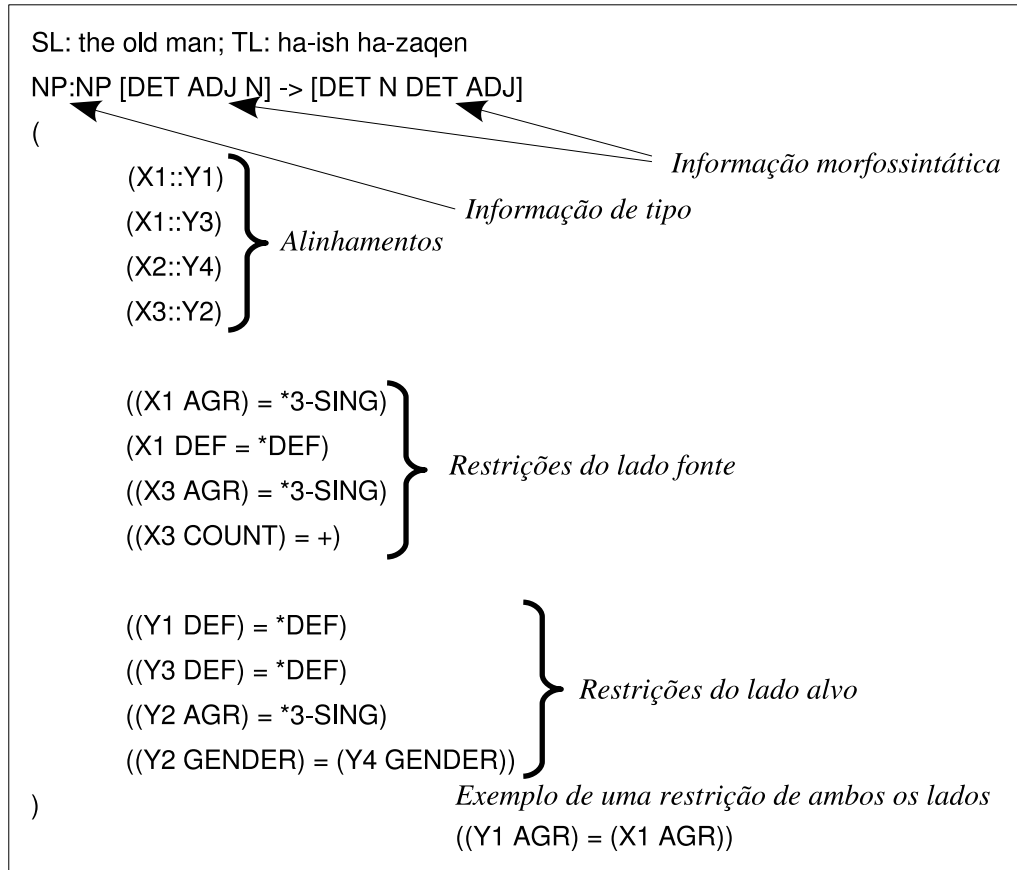 SL: the old man; TL: ha-ish ha-zaqen
NP:NP [DET ADJ N] -> [DET N DET ADJ]
(
Informação morfossintática
(X1::Y1)
Informação de tipo
(X1::Y3)
Alinhamentos
(X2::Y4)
(X3::Y2)
((X1 AGR) = *3-SING)
(X1 DEF = *DEF)
Restrições do lado fonte
((X3 AGR) = *3-SING)
((X3 COUNT) = +)
((Y1 DEF) = *DEF)
((Y3 DEF) = *DEF)
Restrições do lado alvo
((Y2 AGR) = *3-SING)
((Y2 GENDER) = (Y4 GENDER))
)
Exemplo de uma restrição de ambos os lados
((Y1 AGR) = (X1 AGR))